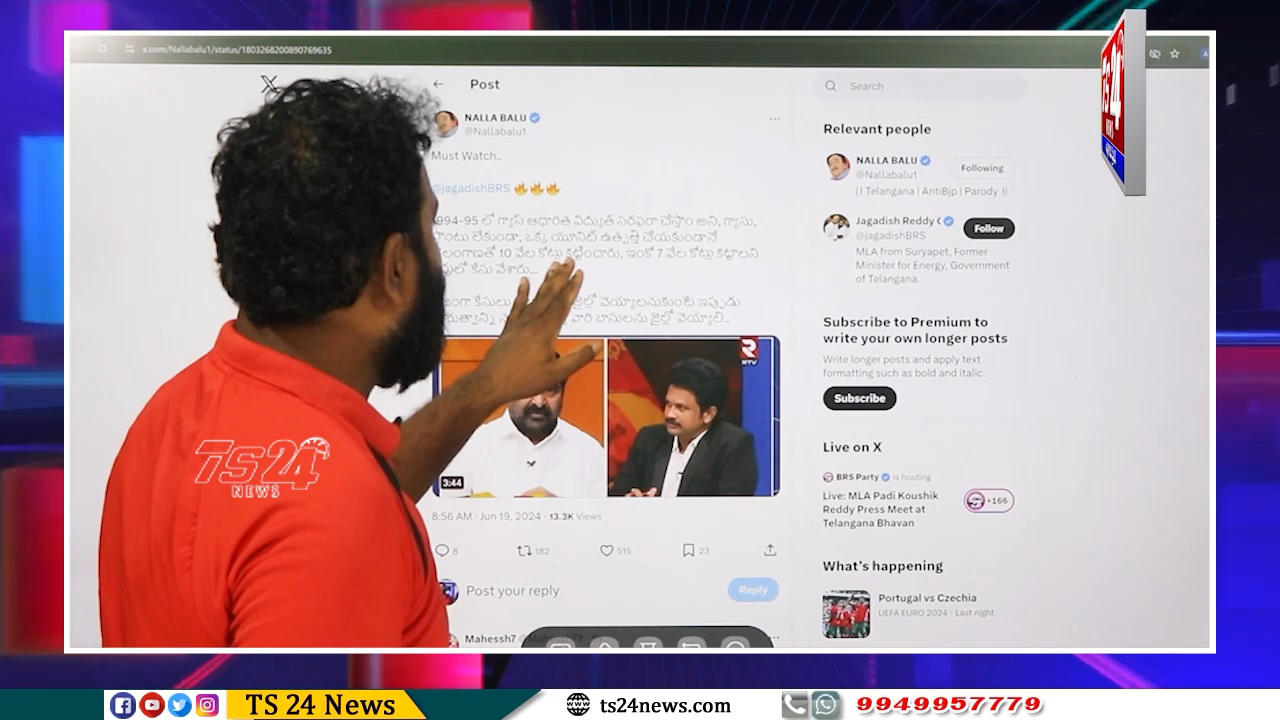 x.com/Nallabalu1/status/1803268200890769635
Post
Search
NALLA BALU
@Nallabalu1
Must Watch..
@jagadishBRS 🔥🔥🔥
994-95 లో గ్యాస్ ఆధారిత విద్యుత్ సరఫరా చేస్తాం అని, గ్యాసు,
లేకుండా, ఒక్క యూనిట్ ఉత్పత్తి చేయకుండానే
10 వేల కోట్లు కట్టించారు, ఇంకో 7 వేల కోట్లు కట్టాలని
కేసు వేశారు...
కేసులు జైల్లో వెయ్యాలనుకుంటే ఇప్పుడు
వారి బాసులను జైల్లో వెయ్యాలి..
RTV
3:44
8:56 AM · Jun 19, 2024 · 13.3K Views
8 182 515 23
Post your reply
Reply
Mahessh7
Relevant people
NALLA BALU
@Nallabalu1
Following
|| Telangana | AntiBjp | Parody ||
Jagadish Reddy
@jagadishBRS
Follow
MLA from Suryapet, Former
Minister for Energy, Government
of Telangana.
Subscribe to Premium to
write your own longer posts
Write longer posts and apply text
formatting such as bold and italic.
Subscribe
Live on X
BRS Party is hosting
Live: MLA Padi Koushik
Reddy Press Meet at
Telangana Bhavan
+166
What's happening
Portugal vs Czechia
UEFA EURO 2024 · Last night
TS 24
NEWS
TS24
NEWS
TS 24 News
ts24news.com
9949957779